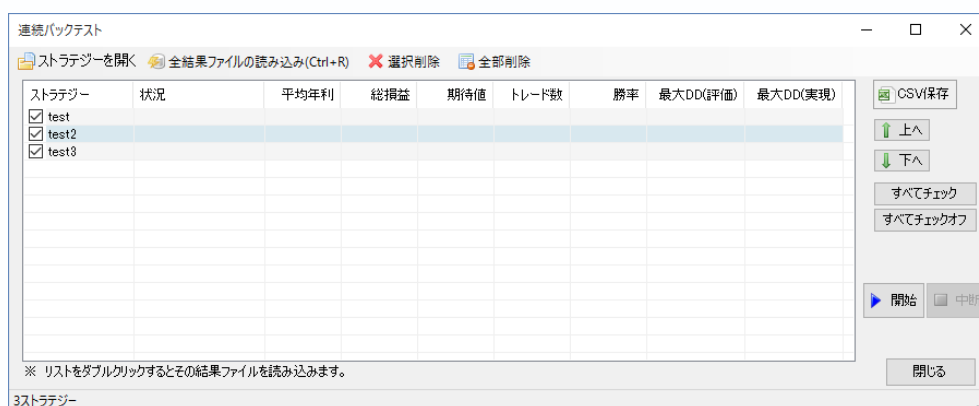 連続バックテスト
ストラテジーを開く 全結果ファイルの読み込み(Ctrl+R) 選択削除 全部削除
ストラテジー 状況 平均年利 総損益 期待値 トレード数 勝率 最大DD(評価) 最大DD(実現)
test
test2
test3
CSV保存
上へ
下へ
すべてチェック
すべてチェックオフ
開始 中断
※ リストをダブルクリックするとその結果ファイルを読み込みます。
閉じる
3ストラテジー